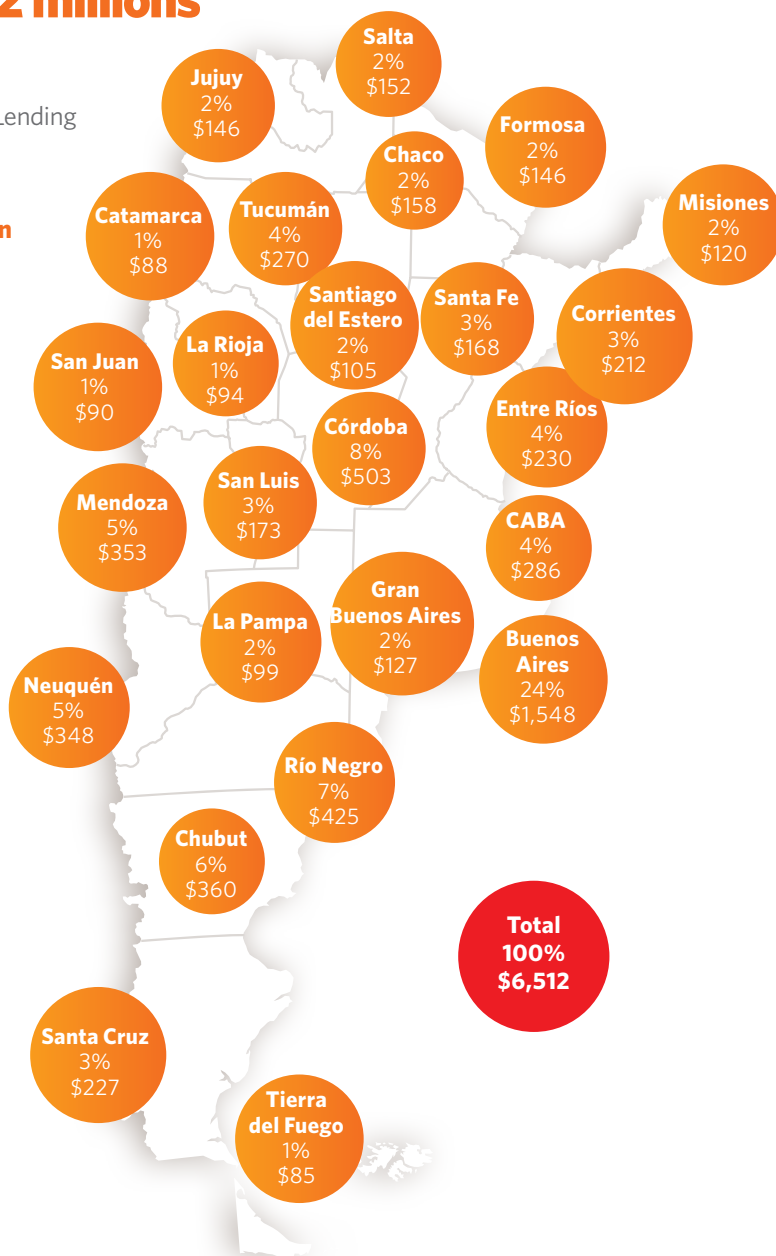 2 millions
Lending
n
Salta
2%
$152
Jujuy
2%
$146
Formosa
2%
$146
Chaco
2%
$158
Misiones
2%
$120
Catamarca
1%
$88
Tucumán
4%
$270
Santiago
del Estero
2%
$105
Santa Fe
3%
$168
Corrientes
3%
$212
San Juan
1%
$90
La Rioja
1%
$94
Entre Ríos
4%
$230
Córdoba
8%
$503
San Luis
3%
$173
Mendoza
5%
$353
CABA
4%
$286
Gran
Buenos Aires
2%
$127
La Pampa
2%
$99
Buenos
Aires
24%
$1,548
Neuquén
5%
$348
Río Negro
7%
$425
Chubut
6%
$360
Total
100%
$6,512
Santa Cruz
3%
$227
Tierra
del Fuego
1%
$85